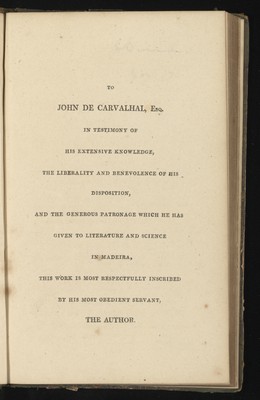 TO
JOHN DE CARVALHAL, Esq.
IN TESTIMONY OF
HIS EXTENSIVE KNOWLEDGE,
THE LIBERALITY AND BENEVOLENCE OF HIS
DISPOSITION,
AND THE GENEROUS PATRONAGE WHICH HE HAS
GIVEN TO LITERATURE AND SCIENCE
IN MADEIRA,
THIS WORK IS MOST RESPECTFULLY INSCRIBED
BY HIS MOST OBEDIENT SERVANT,
THE AUTHOR.